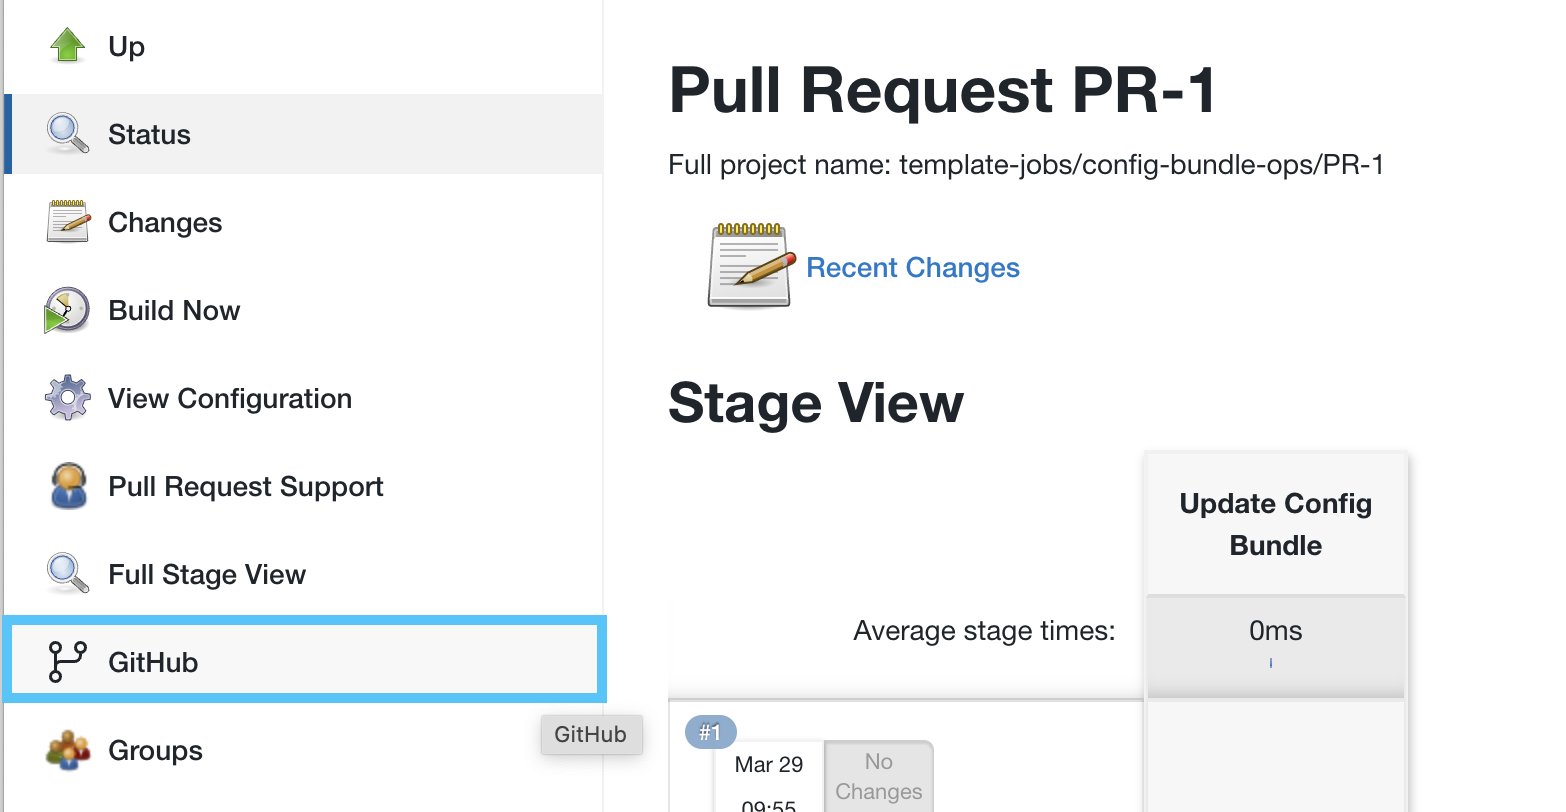 Up
Status
Changes
Build Now
View Configuration
Pull Request Support
Full Stage View
GitHub
Groups
GitHub
Pull Request PR-1
Full project name: template-jobs/config-bundle-ops/PR-1
Recent Changes
Stage View
Update Config
Bundle
Average stage times:
0ms
#1
Mar 29
09:55
No
Changes